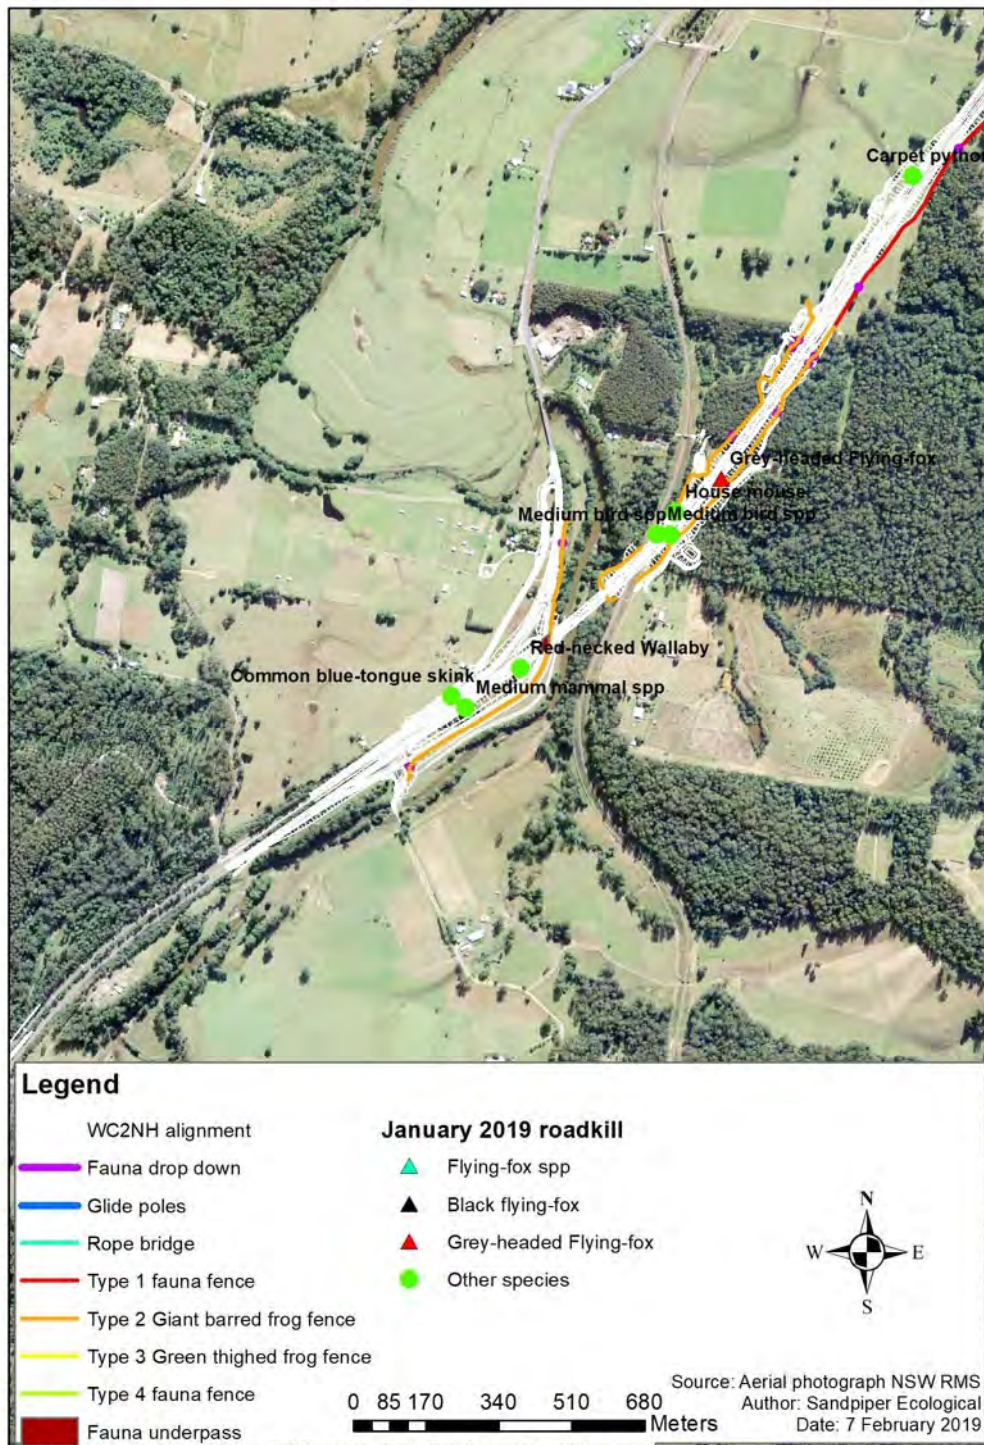 Carpet python
Grey-headed Flying-fox
House mouse
Medium bird spp
Medium bird spp
Red-necked Wallaby
Common blue-tongue skink
Medium mammal spp
Legend
WC2NH alignment
Fauna drop down
Glide poles
Rope bridge
Type 1 fauna fence
Type 2 Giant barred frog fence
Type 3 Green thighed frog fence
Type 4 fauna fence
Fauna underpass
January 2019 roadkill
Flying-fox spp
Black flying-fox
Grey-headed Flying-fox
Other species
N
W
E
S
0 85 170 340 510 680
Meters
Source: Aerial photograph NSW RMS
Author: Sandpiper Ecological
Date: 7 February 2019